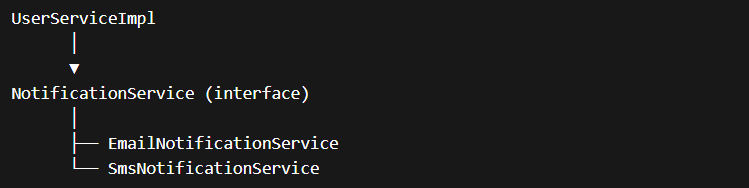 UserServiceImpl
│
▼
NotificationService (interface)
│
├── EmailNotificationService
└── SmsNotificationService